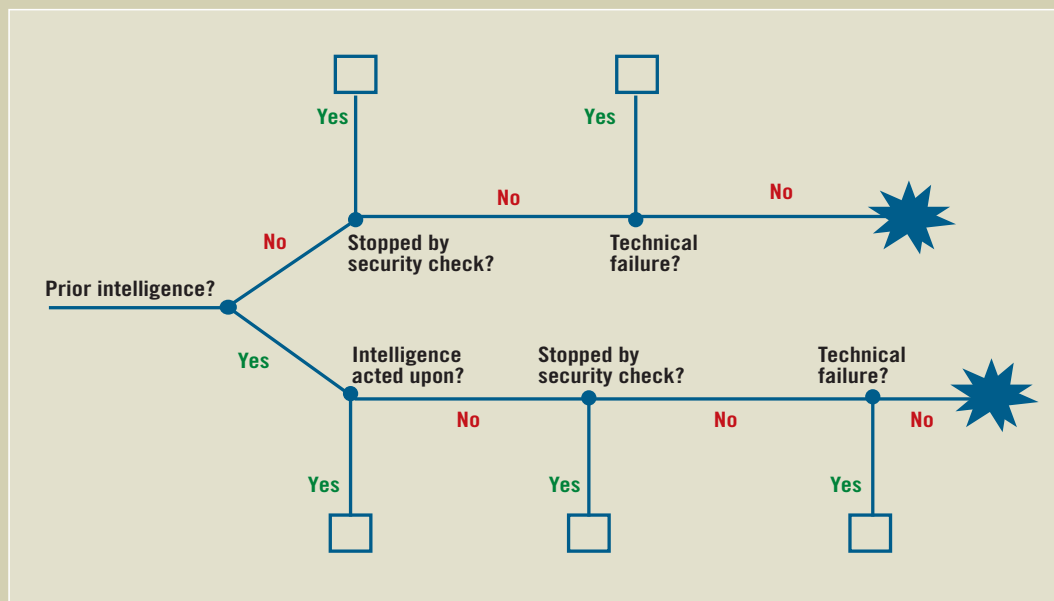 Yes
Yes
No
No
No
Stopped by
security check?
Technical
failure?
Prior intelligence?
Yes
Intelligence
acted upon?
Stopped by
security check?
Technical
failure?
No
No
No
Yes
Yes
Yes